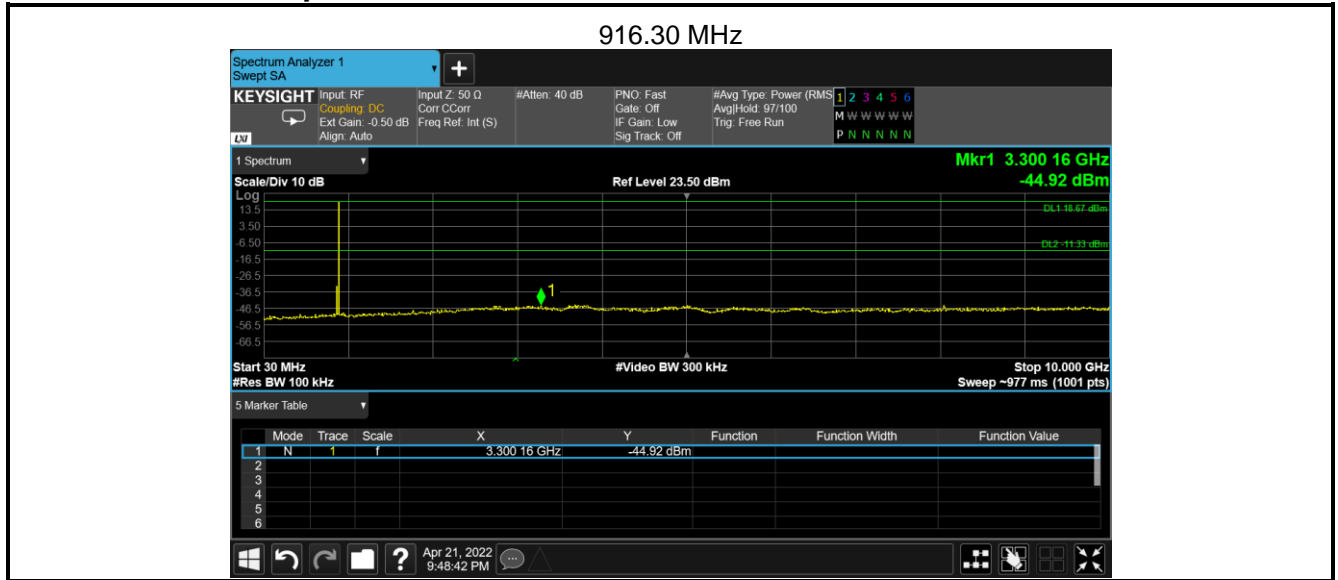 916.30 MHz
Spectrum Analyzer 1
Swept SA
+
KEYSIGHT Input: RF Input Z: 50 Ω #Atten: 40 dB PNO: Fast #Avg Type: Power (RMS 1 2 3 4 5 6
Coupling: DC Corr CCorr Gate: Off Avg|Hold: 97/100 M W W W W W
Ext Gain: -0.50 dB Freq Ref: Int (S) IF Gain: Low Trig: Free Run
LXI Align: Auto Sig Track: Off P N N N N N
1 Spectrum Mkr1 3.300 16 GHz
Scale/Div 10 dB Ref Level 23.50 dBm -44.92 dBm
Log
13.5 DL1 18.67 dBm
3.50
-6.50 DL2 -11.33 dBm
-16.5
-26.5
-36.5 1
-46.5
-56.5
-66.5
Start 30 MHz #Video BW 300 kHz Stop 10.000 GHz
#Res BW 100 kHz Sweep ~977 ms (1001 pts)
5 Marker Table
Mode Trace Scale X Y Function Function Width Function Value
1 N 1 f 3.300 16 GHz -44.92 dBm
2
3
4
5
6
? Apr 21, 2022
9:48:42 PM